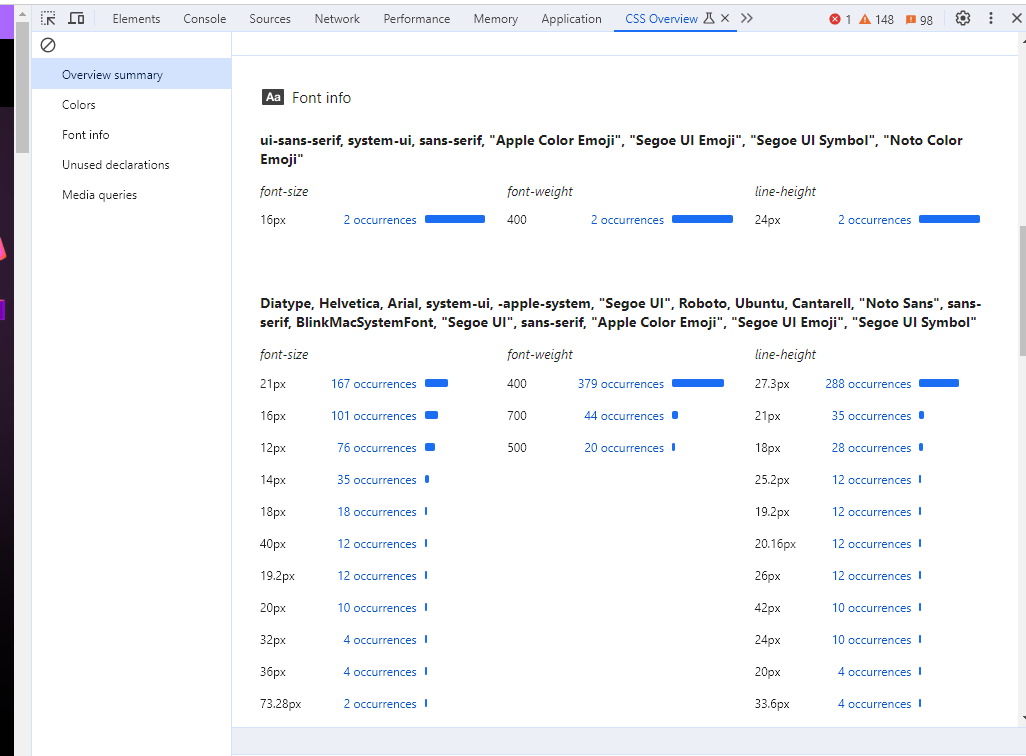 Elements Console Sources Network Performance Memory Application CSS Overview 1 148 98
Overview summary
Colors
Font info
Unused declarations
Media queries
Aa Font info
ui-sans-serif, system-ui, sans-serif, "Apple Color Emoji", "Segoe UI Emoji", "Segoe UI Symbol", "Noto Color
Emoji"
font-size font-weight line-height
16px 2 occurrences 400 2 occurrences 24px 2 occurrences
Diatype, Helvetica, Arial, system-ui, -apple-system, "Segoe UI", Roboto, Ubuntu, Cantarell, "Noto Sans", sans-
serif, BlinkMacSystemFont, "Segoe UI", sans-serif, "Apple Color Emoji", "Segoe UI Emoji", "Segoe UI Symbol"
font-size font-weight line-height
21px 167 occurrences 400 379 occurrences 27.3px 288 occurrences
16px 101 occurrences 700 44 occurrences 21px 35 occurrences
12px 76 occurrences 500 20 occurrences 18px 28 occurrences
14px 35 occurrences 25.2px 12 occurrences
18px 18 occurrences 19.2px 12 occurrences
40px 12 occurrences 20.16px 12 occurrences
19.2px 12 occurrences 26px 12 occurrences
20px 10 occurrences 42px 10 occurrences
32px 4 occurrences 24px 10 occurrences
36px 4 occurrences 20px 4 occurrences
73.28px 2 occurrences 33.6px 4 occurrences